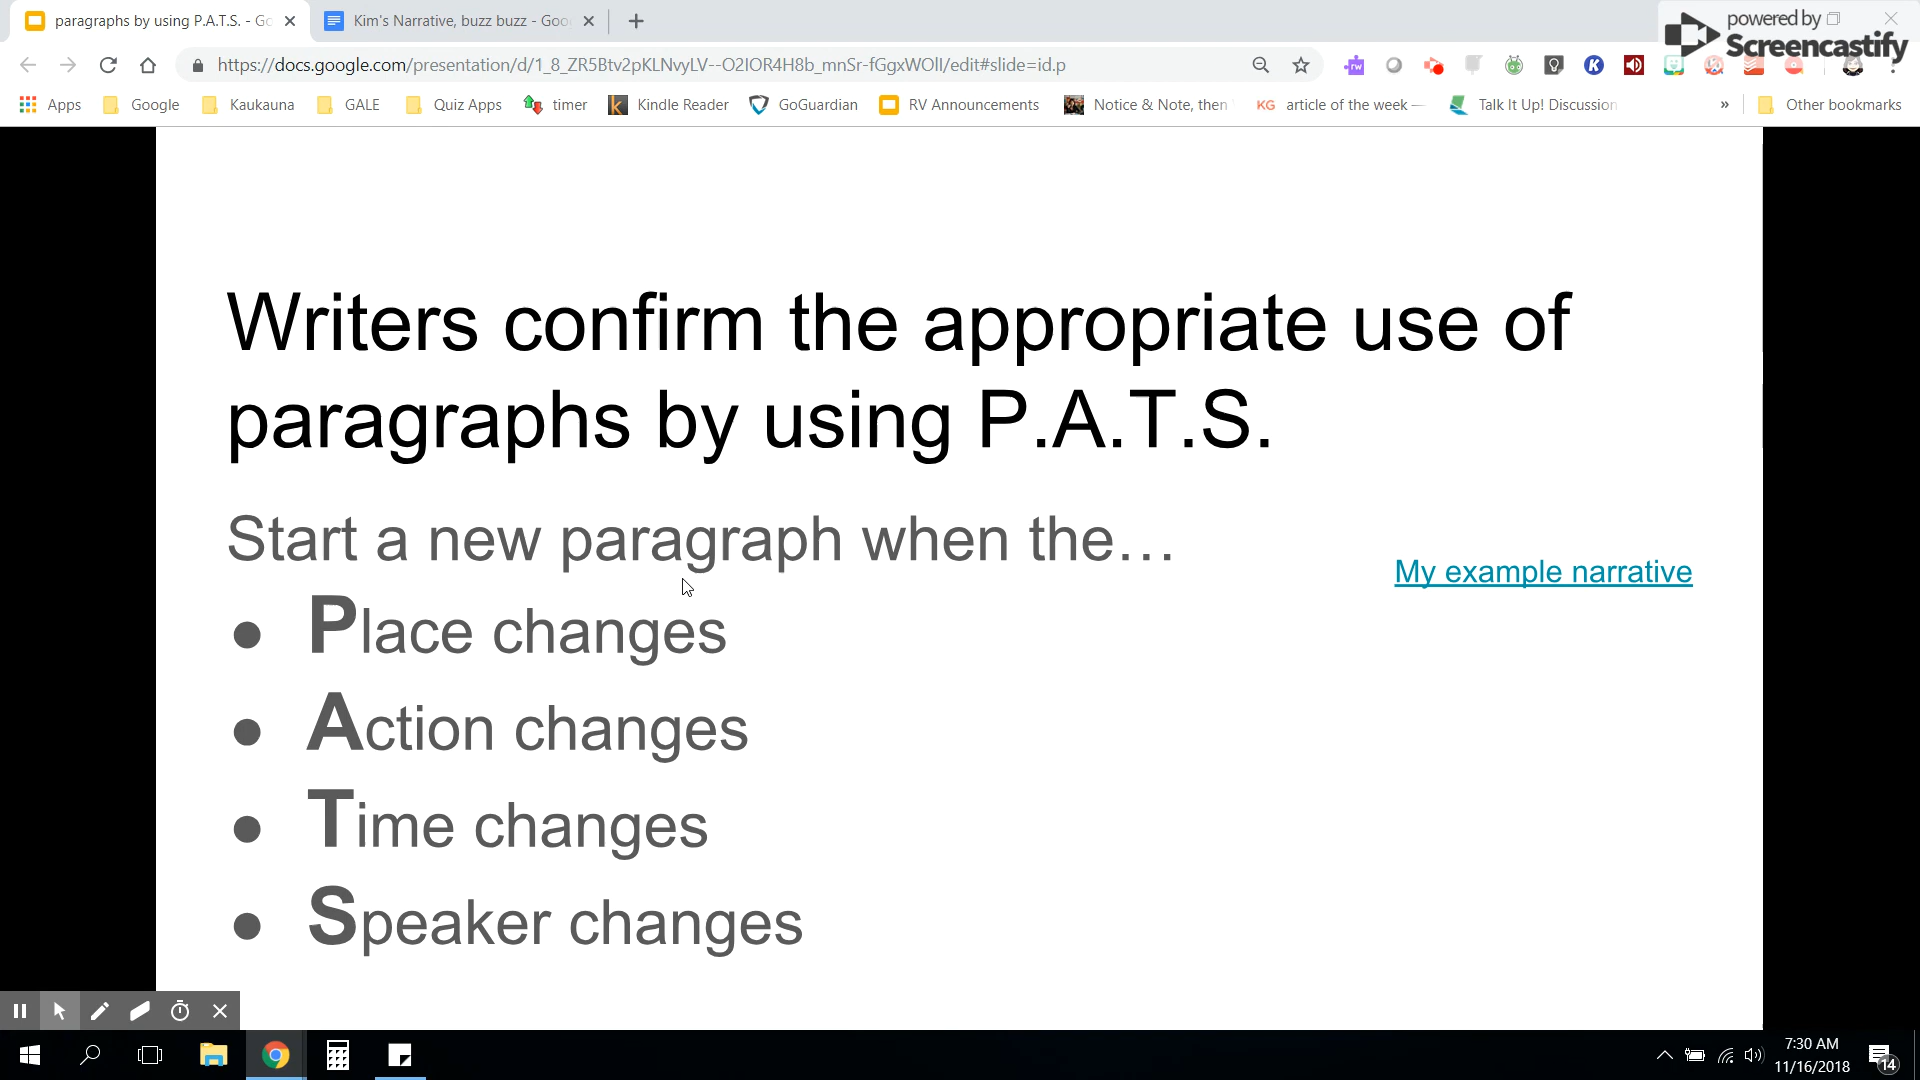 paragraphs by using P.A.T.S. - Go
Kim's Narrative, buzz buzz - Goo
powered by
Screencastify
https://docs.google.com/presentation/d/1_8_ZR5Btv2pKLNvyLV--O2IOR4H8b_mnSr-fGgxWOlI/edit#slide=id.p
Apps Google Kaukauna GALE Quiz Apps timer Kindle Reader GoGuardian RV Announcements Notice & Note, then KG article of the week — Talk It Up! Discussion » Other bookmarks
Writers confirm the appropriate use of
paragraphs by using P.A.T.S.
Start a new paragraph when the…
My example narrative
● Place changes
● Action changes
● Time changes
● Speaker changes
7:30 AM
11/16/2018
14